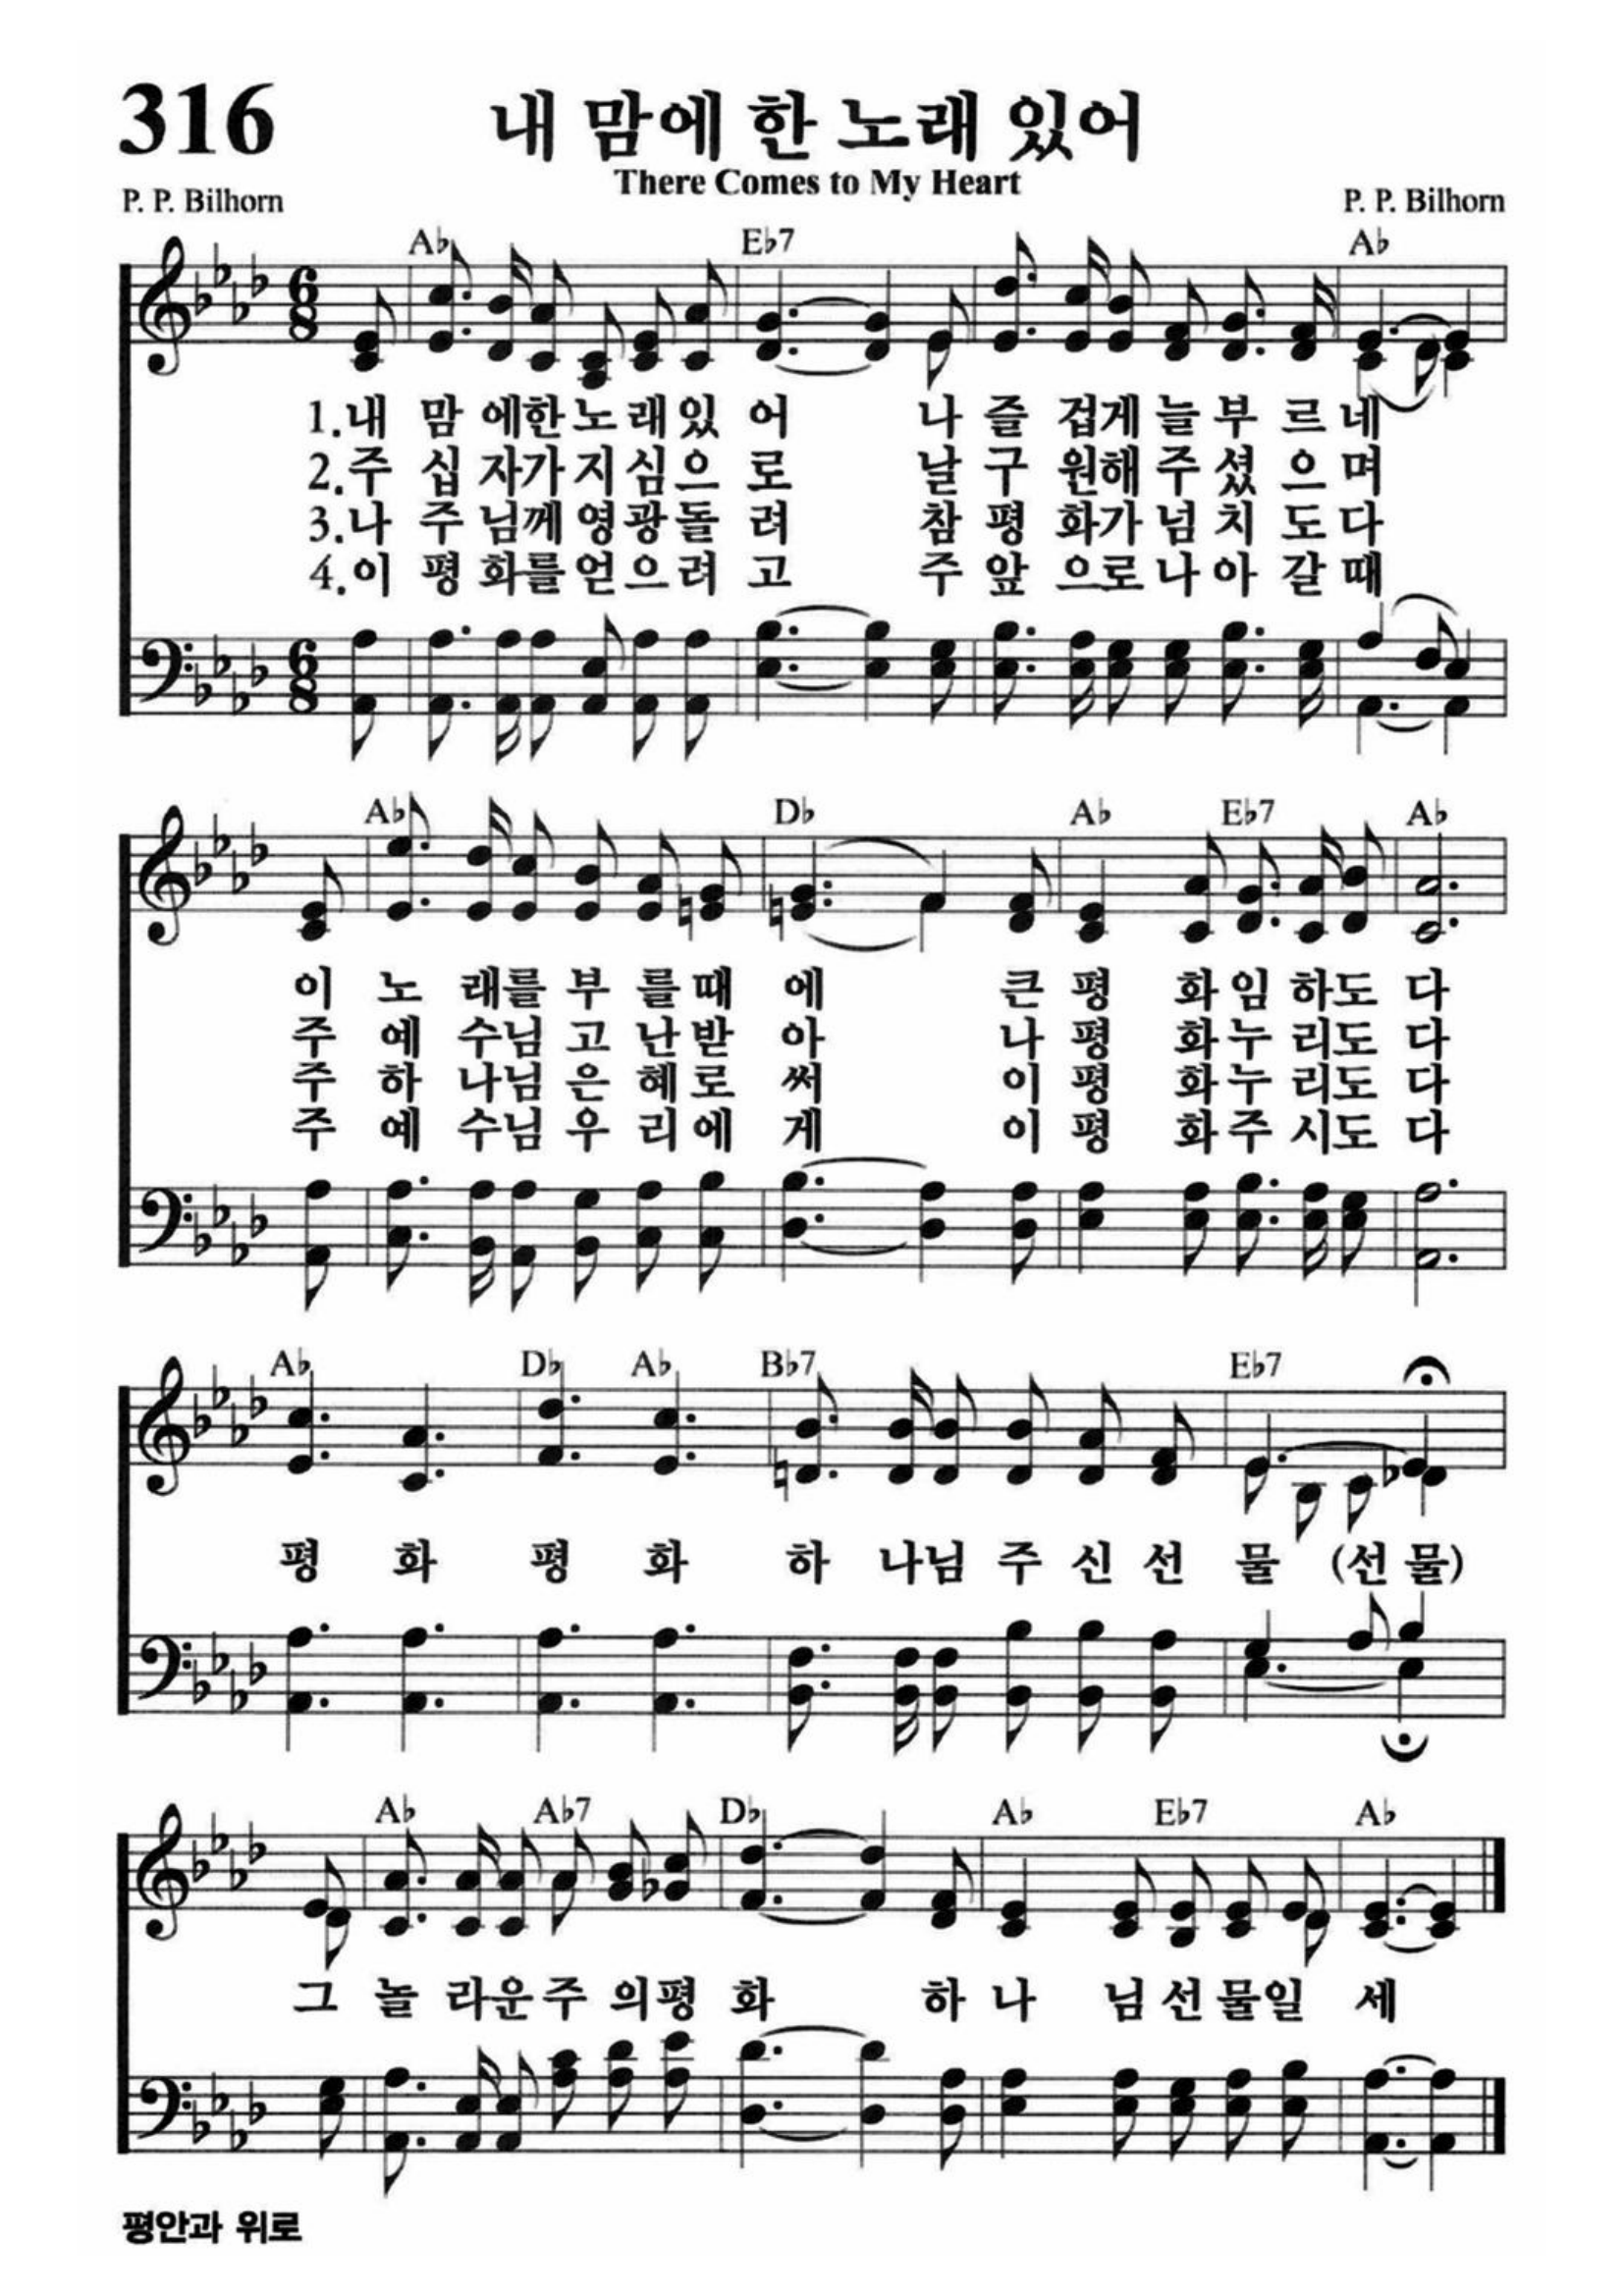 316
내 맘에 한 노래 있어
There Comes to My Heart
P. P. Bilhorn
P. P. Bilhorn
A♭ E♭7 A♭
1.내 맘 에한노래있 어 나 즐 겁게 늘 부 르 네
2.주 십 자가지심으 로 날 구 원해 주 셨 으 며
3.나 주 님께영광돌 려 참 평 화가 넘 치 도 다
4.이 평 화를얻으려 고 주 앞 으로 나 아 갈 때
A♭ D♭ A♭ E♭7 A♭
이 노 래를 부 를때 에 큰 평 화임 하도 다
주 예 수님 고 난받 아 나 평 화누 리도 다
주 하 나님 은 혜로 써 이 평 화누 리도 다
주 예 수님 우 리에 게 이 평 화주 시도 다
A♭ D♭ A♭ B♭7 E♭7
평 화 평 화 하 나님 주 신 선 물 (선 물)
A♭ A♭7 D♭ A♭ E♭7 A♭
그 놀 라운주 의평 화 하 나 님선물일 세
평안과 위로